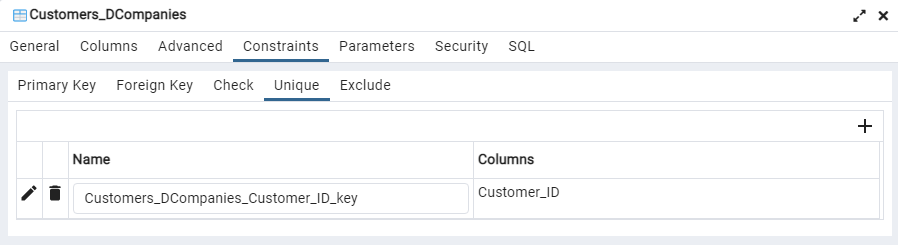 Customers_DCompanies
General Columns Advanced Constraints Parameters Security SQL
Primary Key Foreign Key Check Unique Exclude
Name Columns
Customers_DCompanies_Customer_ID_key Customer_ID